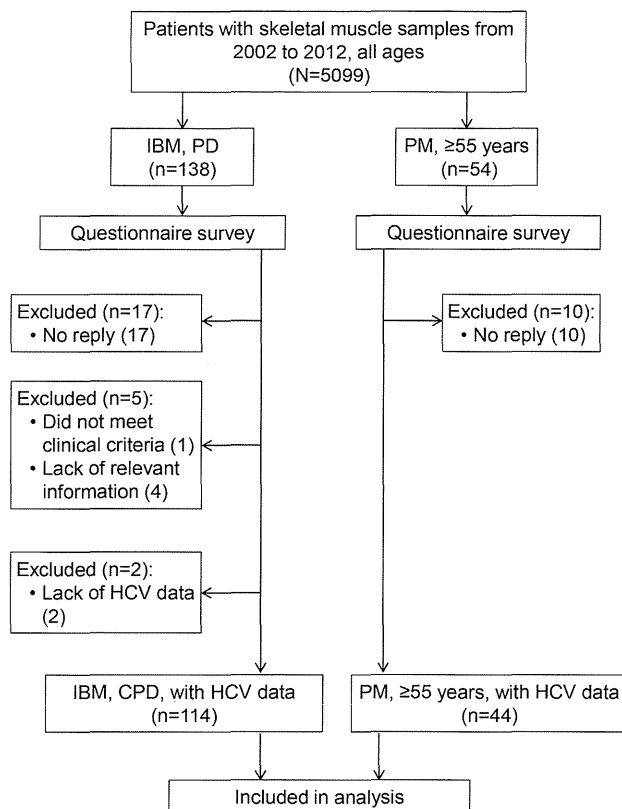 Patients with skeletal muscle samples from
2002 to 2012, all ages
(N=5099)
IBM, PD
(n=138)
PM, ≥55 years
(n=54)
Questionnaire survey
Questionnaire survey
Excluded (n=17):
• No reply (17)
Excluded (n=10):
• No reply (10)
Excluded (n=5):
• Did not meet
clinical criteria (1)
• Lack of relevant
information (4)
Excluded (n=2):
• Lack of HCV data
(2)
IBM, CPD, with HCV data
(n=114)
PM, ≥55 years, with HCV data
(n=44)
Included in analysis